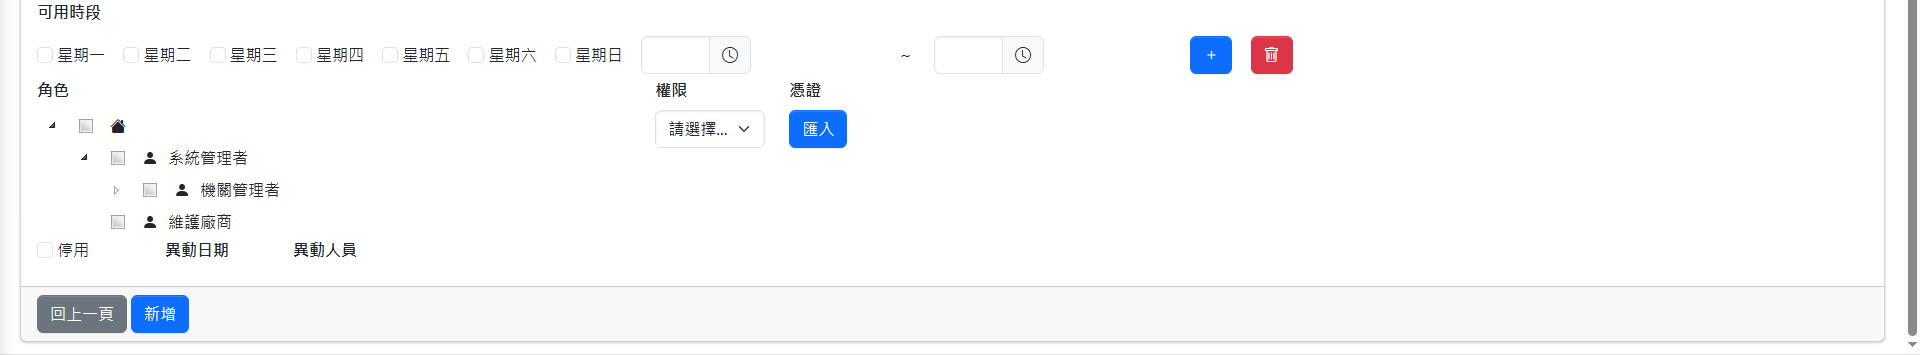 可用時段
星期一 星期二 星期三 星期四 星期五 星期六 星期日 ~ +
角色 權限 憑證
請選擇... 匯入
系統管理者
機關管理者
維護廠商
停用 異動日期 異動人員
回上一頁 新增